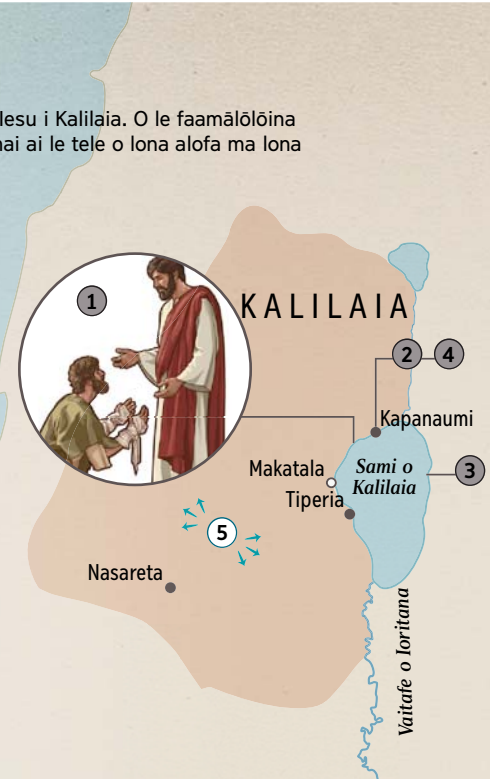 Iesu i Kalilaia. O le faamālōlōina
ai le tele o lona alofa ma lona
1
KALILAIA
2 4
Kapanaumi
Makatala
Sami o
Kalilaia
3
Tiperia
5
Nasareta
Vaitafe o Ioritana